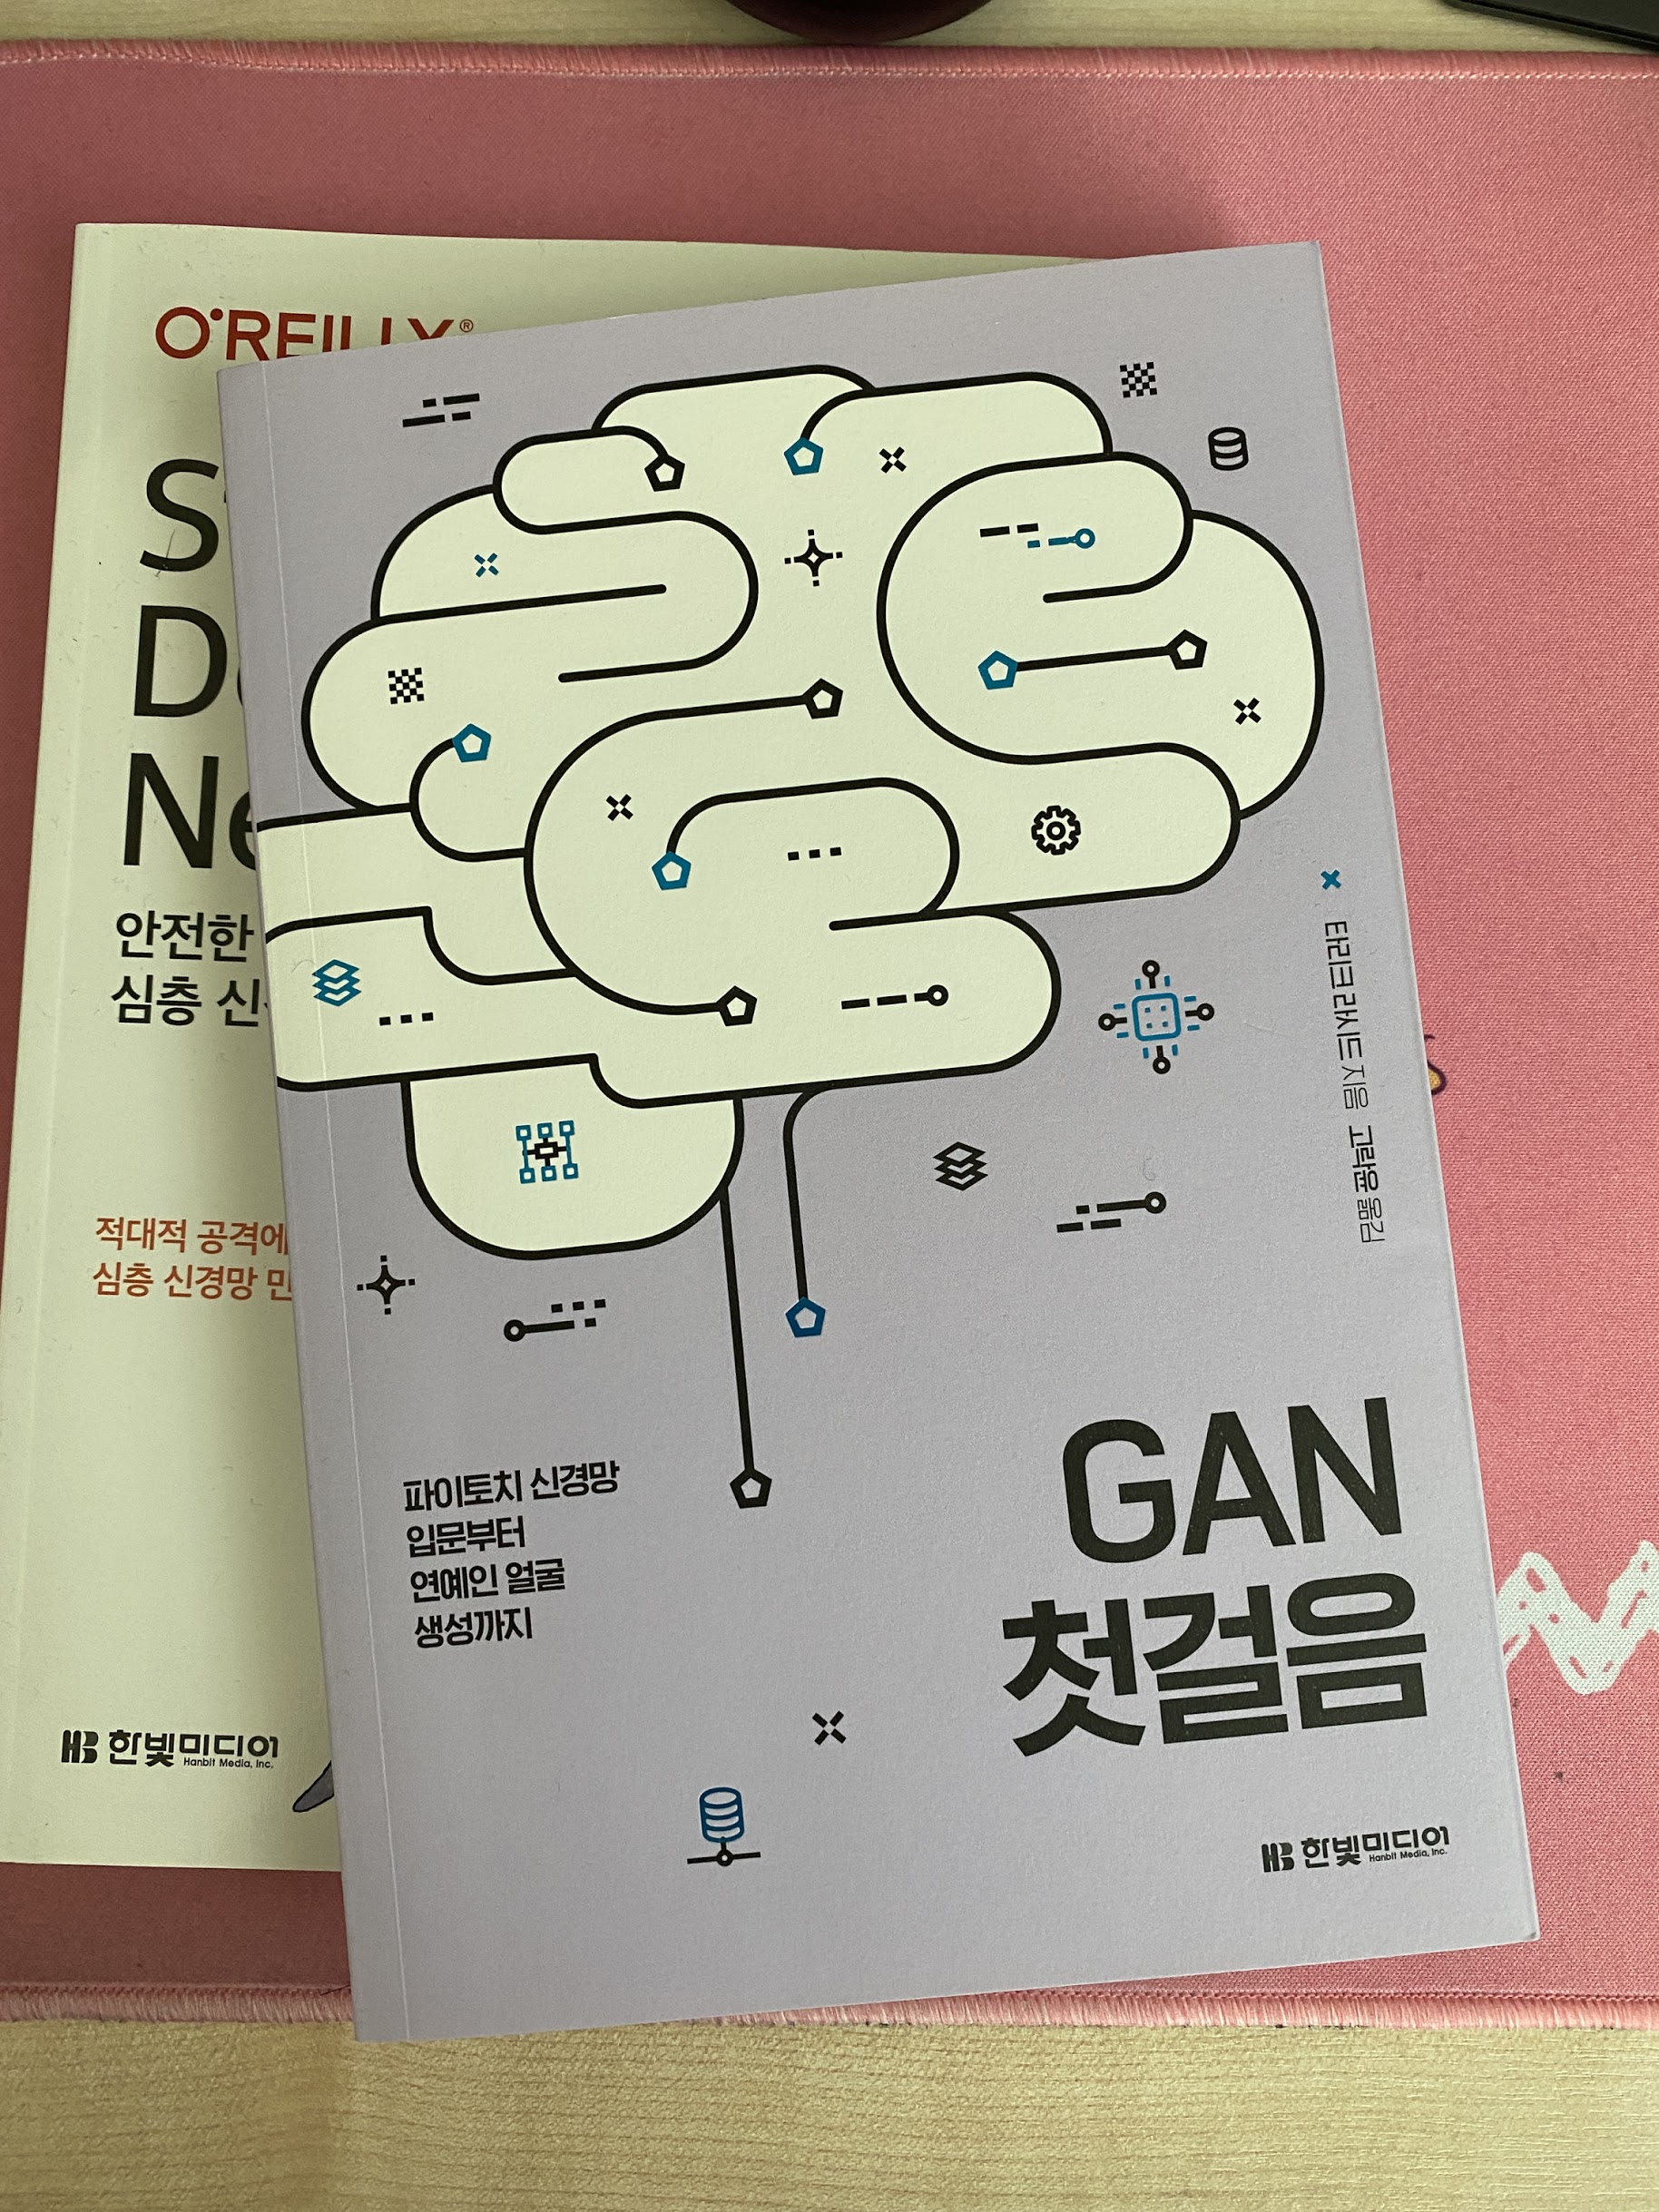 O'REILLY®
안전한
심층
적대적 공격에
심층 신경망
한빛미디어
Hanbit Media, Inc.
타리크 라시드 지음 고락윤 옮김
파이토치 신경망
입문부터
연예인 얼굴
생성까지
GAN
첫걸음
한빛미디어
Hanbit Media, Inc.